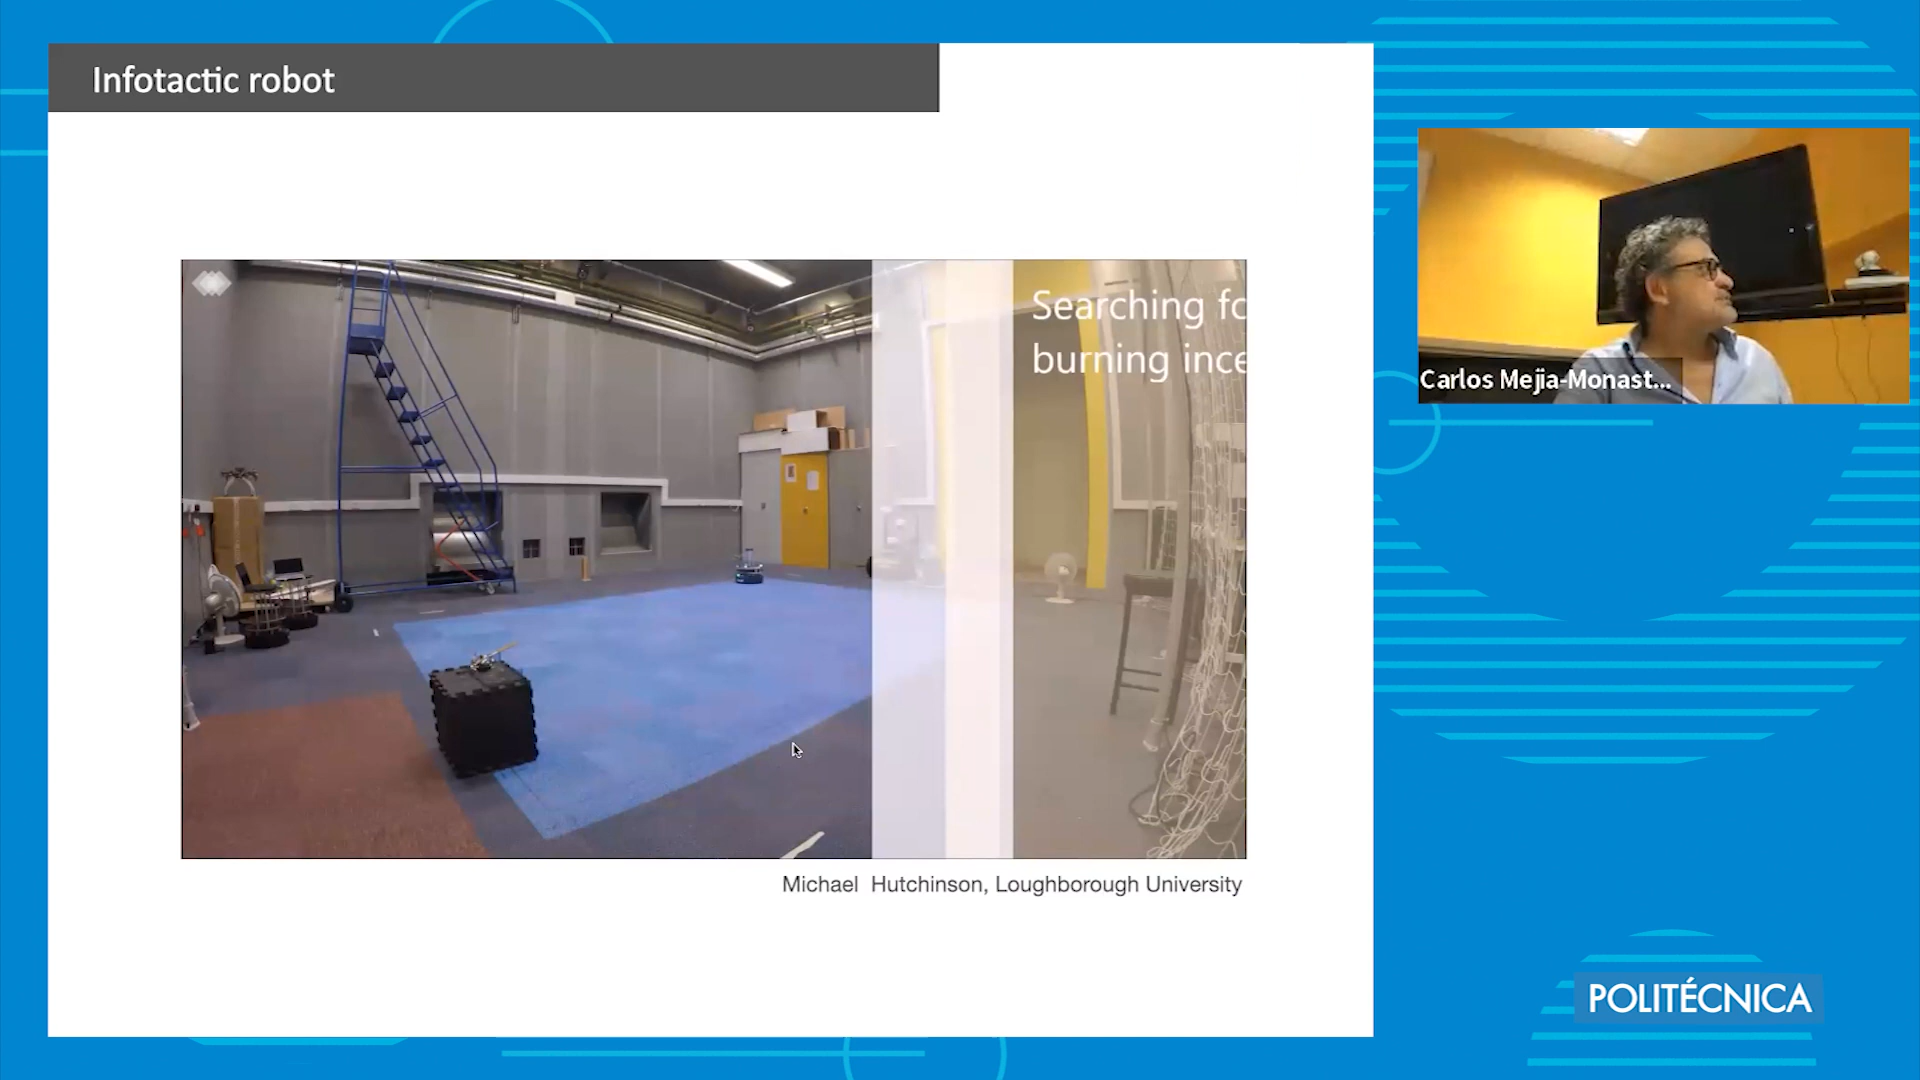 Infotactic robot
Searching fo
burning ince
Michael Hutchinson, Loughborough University
Carlos Mejia-Monast...
POLITÉCNICA